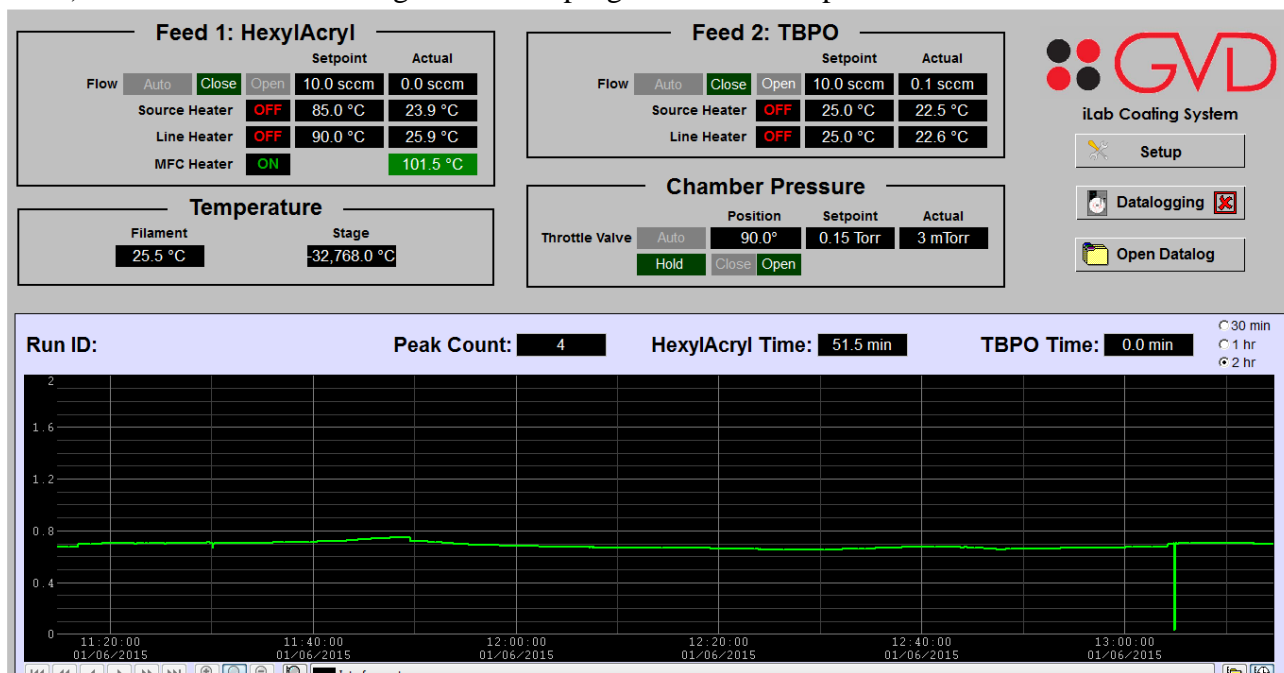 Feed 1: HexylAcryl
Setpoint Actual
Flow Auto Close Open 10.0 sccm 0.0 sccm
Source Heater OFF 85.0 °C 23.9 °C
Line Heater OFF 90.0 °C 25.9 °C
MFC Heater ON 101.5 °C
Temperature
Filament Stage
25.5 °C -32,768.0 °C
Feed 2: TBPO
Setpoint Actual
Flow Auto Close Open 10.0 sccm 0.1 sccm
Source Heater OFF 25.0 °C 22.5 °C
Line Heater OFF 25.0 °C 22.6 °C
Chamber Pressure
Position Setpoint Actual
Throttle Valve Auto 90.0° 0.15 Torr 3 mTorr
Hold Close Open
GVD
iLab Coating System
Setup
Datalogging
Open Datalog
Run ID: Peak Count: 4 HexylAcryl Time: 51.5 min TBPO Time: 0.0 min
30 min
1 hr
2 hr
2
1.6
1.2
0.8
0.4
0
11:20:00 11:40:00 12:00:00 12:20:00 12:40:00 13:00:00
01/06/2015 01/06/2015 01/06/2015 01/06/2015 01/06/2015 01/06/2015